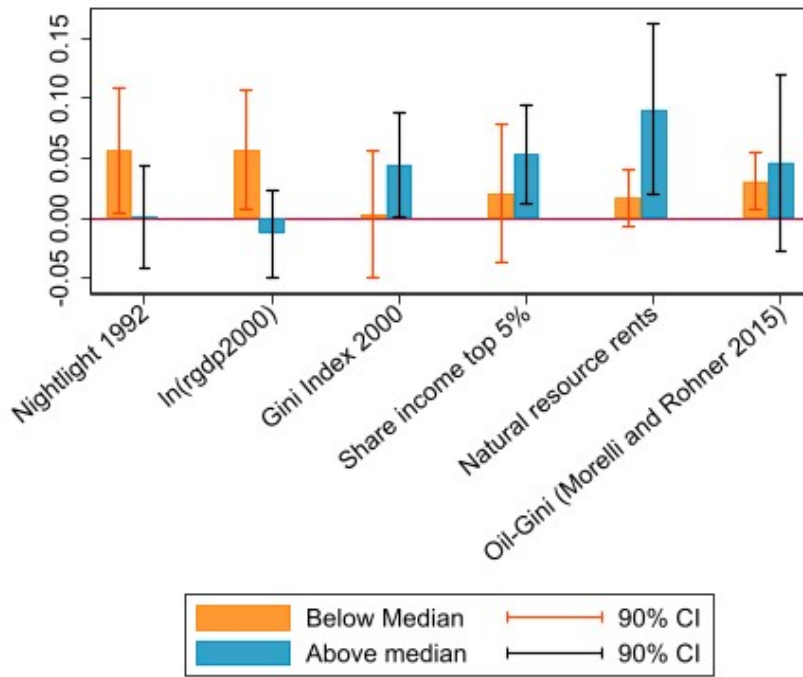 0.15
0.10
0.05
0.00
-0.05
Nightlight 1992
ln(rgdp2000)
Gini Index 2000
Share income top 5%
Natural resource rents
Oil-Gini (Morelli and Rohner 2015)
Below Median 90% CI
Above median 90% CI